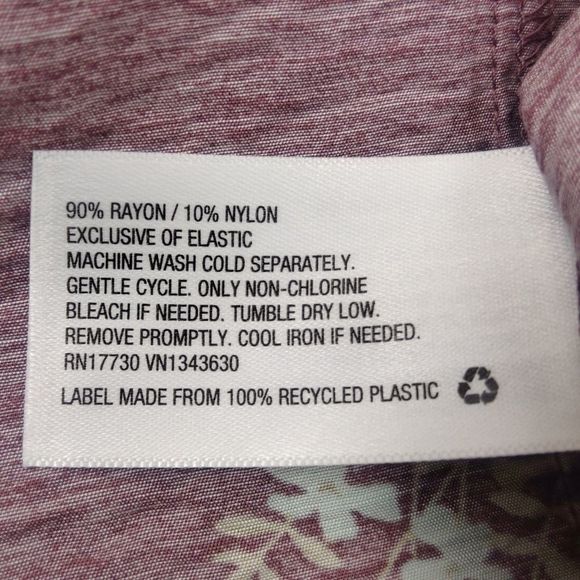 90% RAYON / 10% NYLON
EXCLUSIVE OF ELASTIC
MACHINE WASH COLD SEPARATELY.
GENTLE CYCLE. ONLY NON-CHLORINE
BLEACH IF NEEDED. TUMBLE DRY LOW.
REMOVE PROMPTLY. COOL IRON IF NEEDED.
RN17730 VN1343630
LABEL MADE FROM 100% RECYCLED PLASTIC